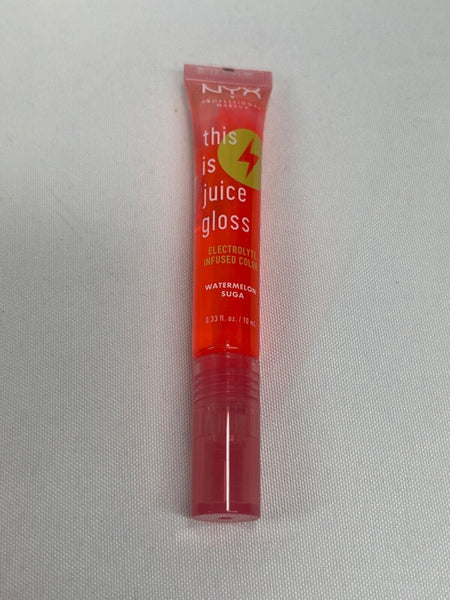 NYX
PROFESSIONAL
MAKEUP
this
is
juice
gloss
ELECTROLYTE
INFUSED COLOR
WATERMELON
SUGA
0.33 fl. oz. / 10 mL